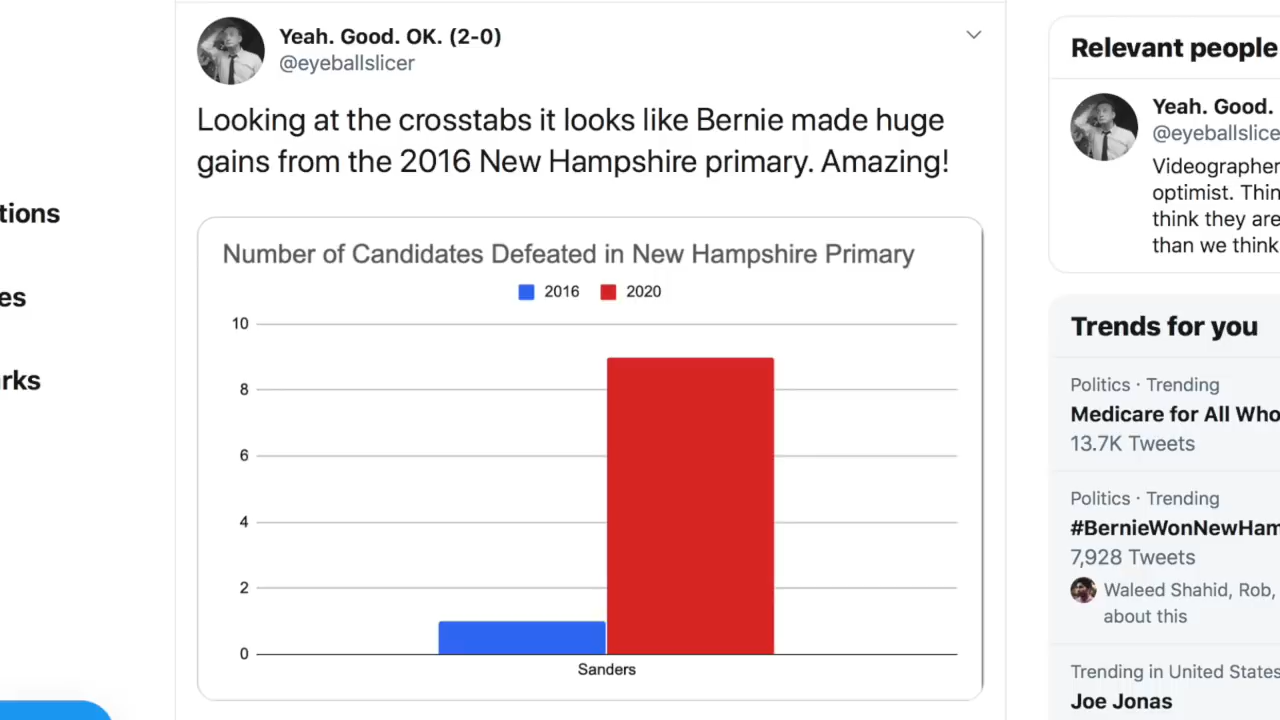 Yeah. Good. OK. (2-0)
@eyeballslicer
Looking at the crosstabs it looks like Bernie made huge
gains from the 2016 New Hampshire primary. Amazing!
Number of Candidates Defeated in New Hampshire Primary
2016 2020
10
8
6
4
2
0
Sanders
tions
es
rks
Relevant people
Yeah. Good.
@eyeballslice
Videographer
optimist. Thin
think they are
than we think
Trends for you
Politics · Trending
Medicare for All Who
13.7K Tweets
Politics · Trending
#BernieWonNewHam
7,928 Tweets
Waleed Shahid, Rob,
about this
Trending in United States
Joe Jonas